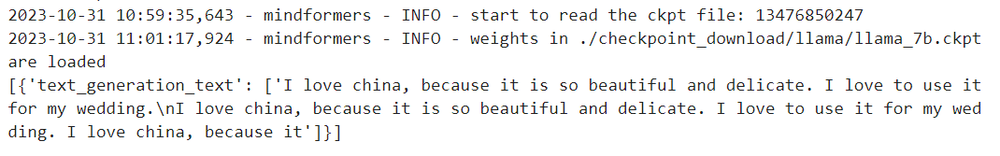 2023-10-31 10:59:35,643 - mindformers - INFO - start to read the ckpt file: 13476850247
2023-10-31 11:01:17,924 - mindformers - INFO - weights in ./checkpoint_download/llama/llama_7b.ckpt
are loaded
[{'text_generation_text': ['I love china, because it is so beautiful and delicate. I love to use it
for my wedding.\nI love china, because it is so beautiful and delicate. I love to use it for my wed
ding. I love china, because it']}]